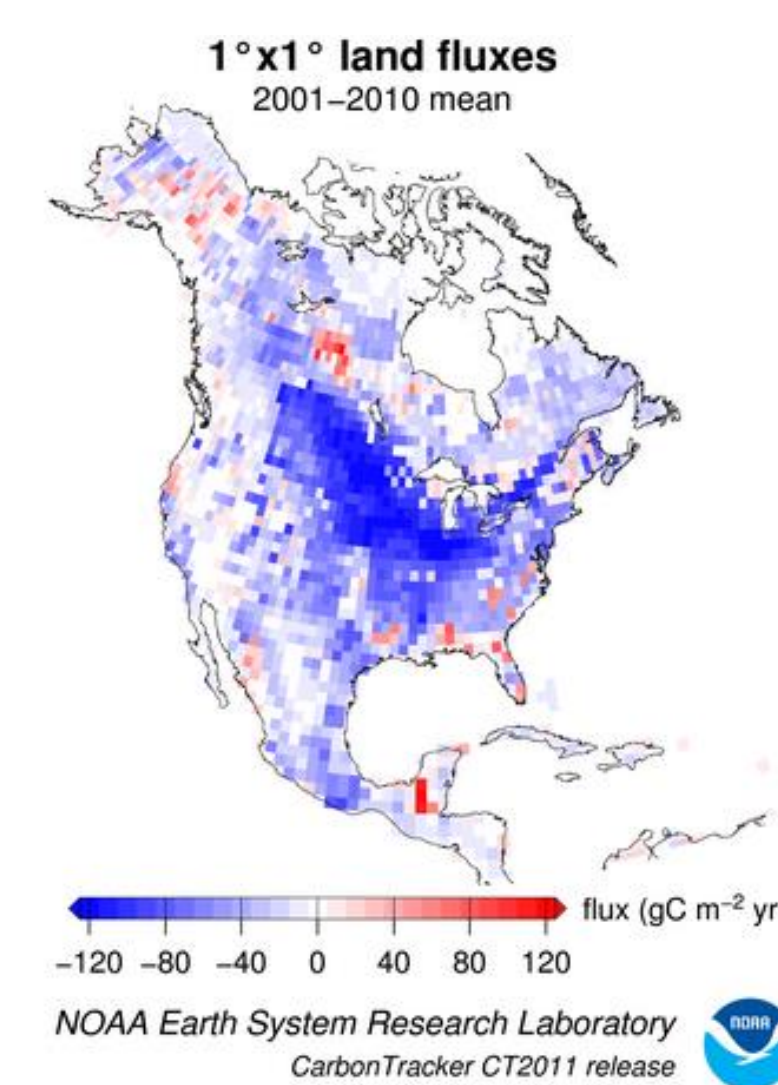 1°x1° land fluxes
2001−2010 mean
flux (gC m−2 yr
−120 −80 −40 0 40 80 120
NOAA Earth System Research Laboratory
CarbonTracker CT2011 release
NOAA